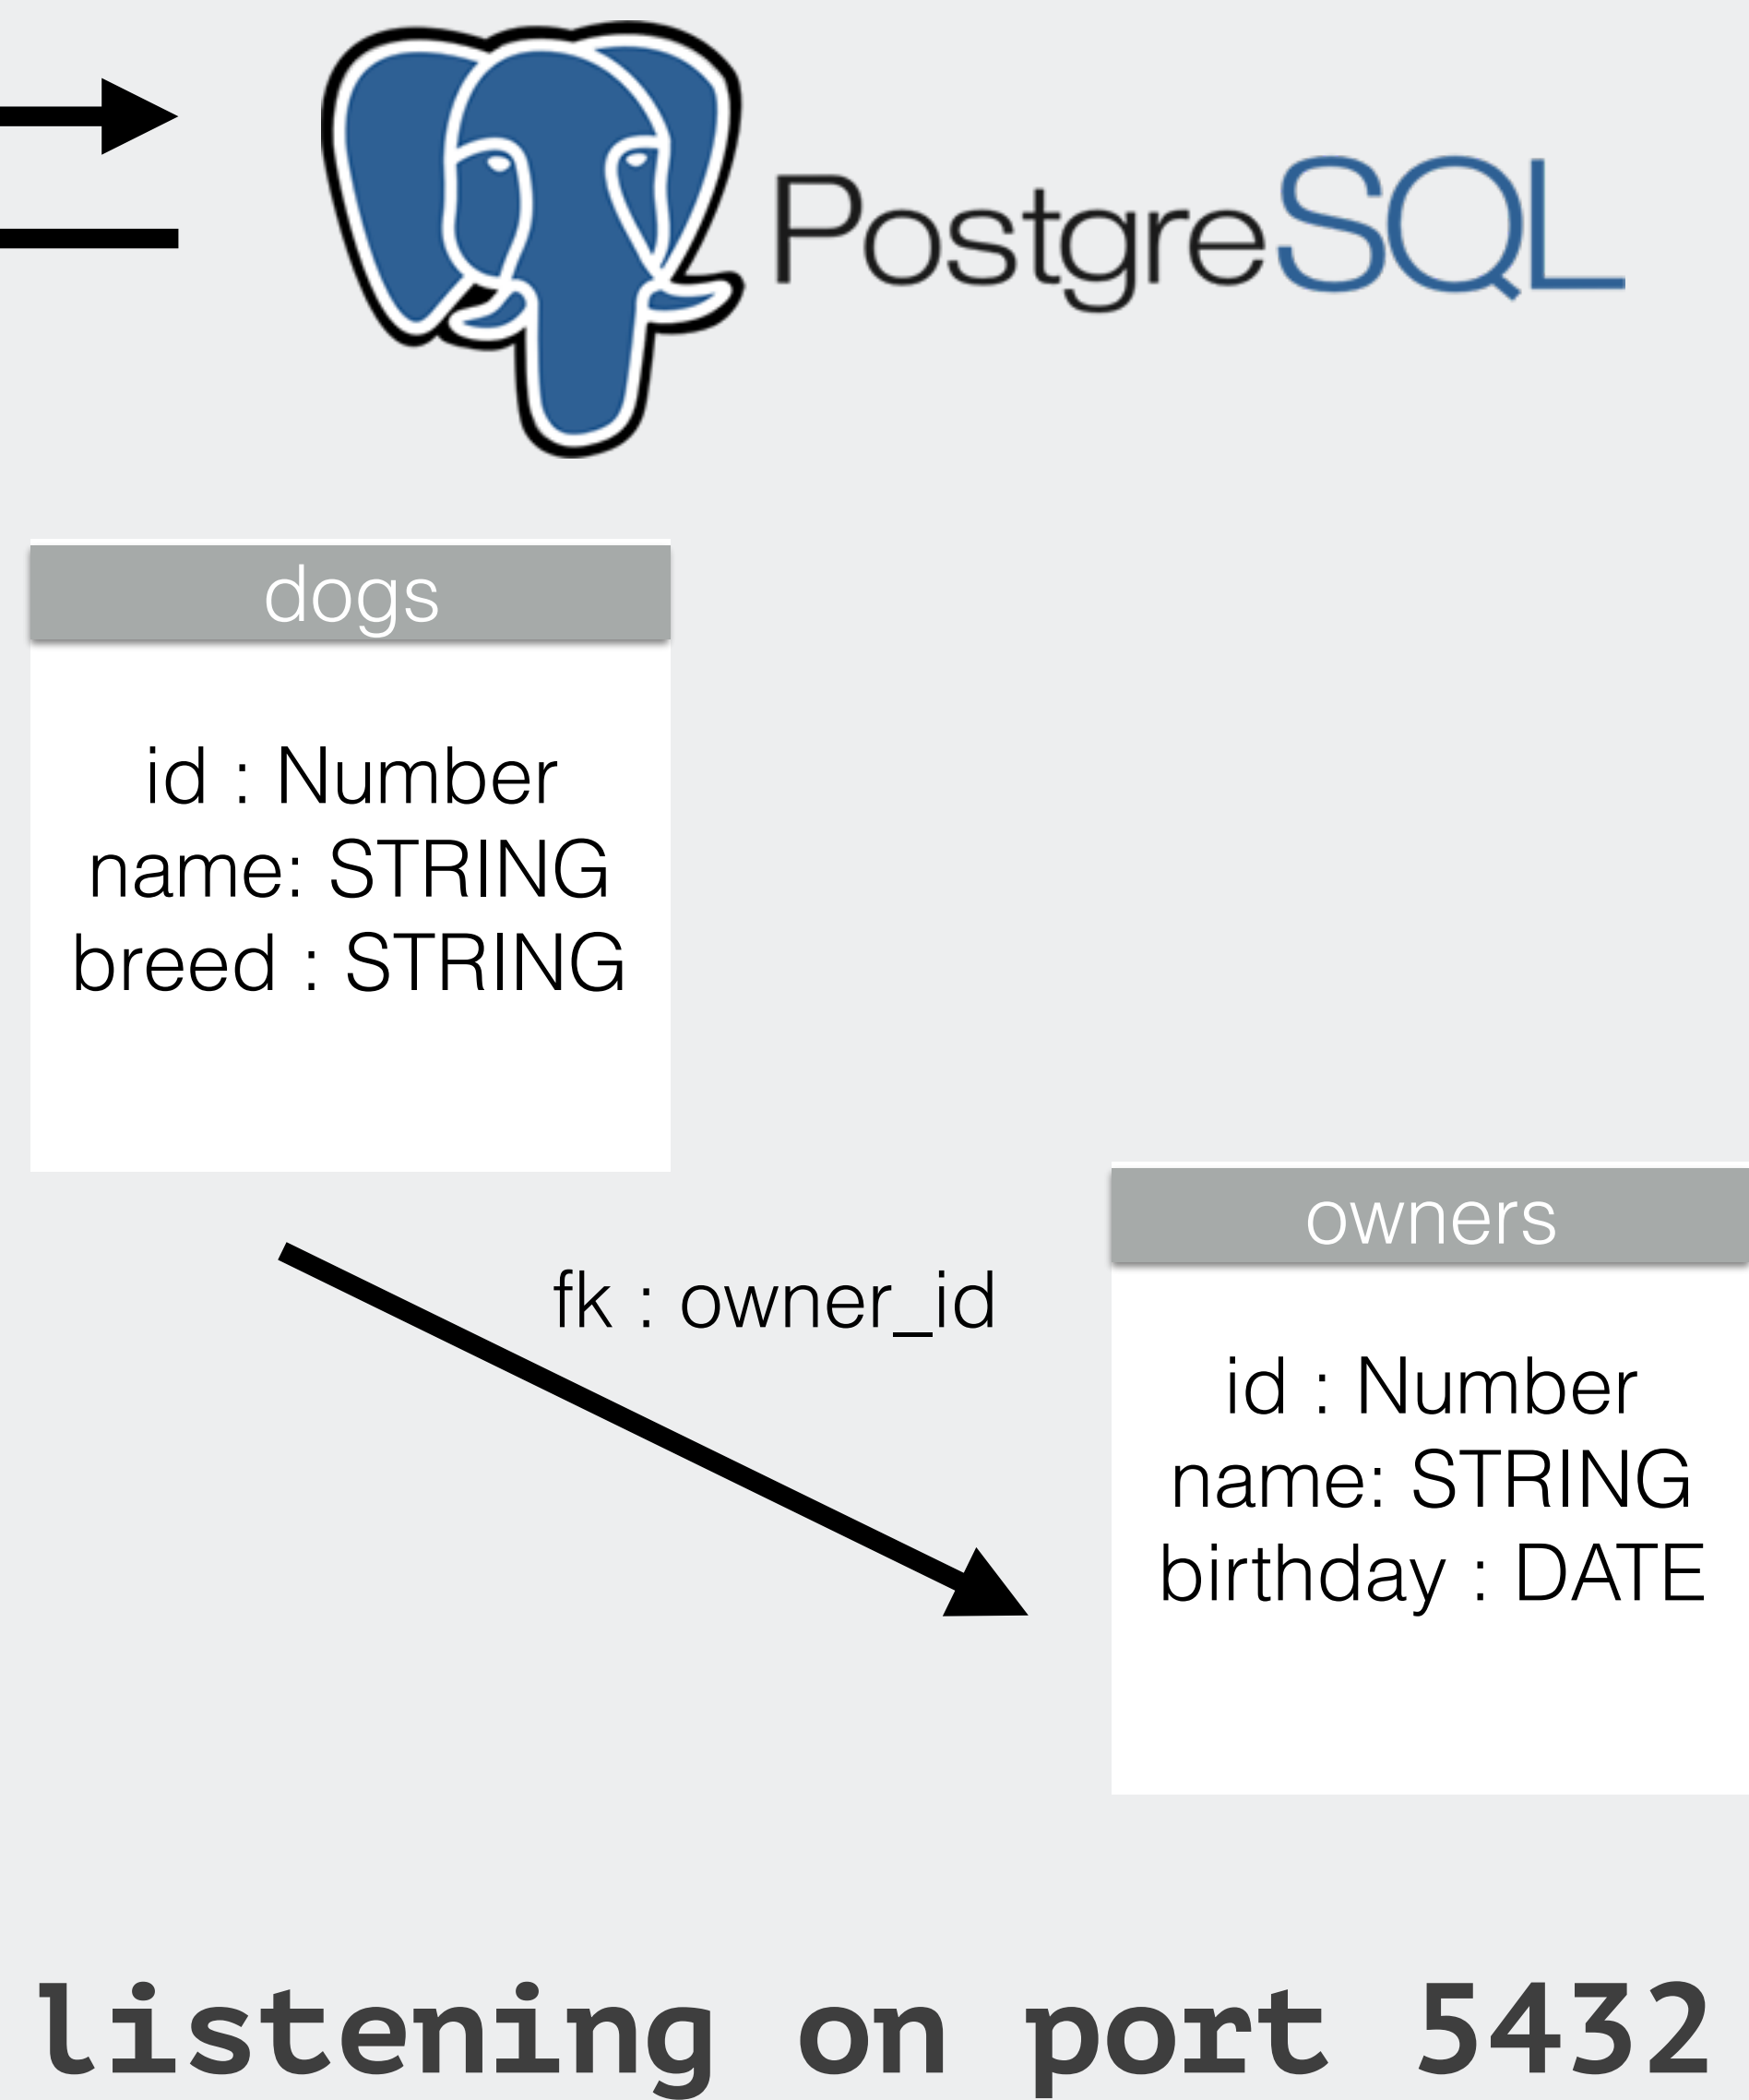 PostgreSQL
dogs
id : Number
name: STRING
breed : STRING
fk : owner_id
owners
id : Number
name: STRING
birthday : DATE
listening on port 5432